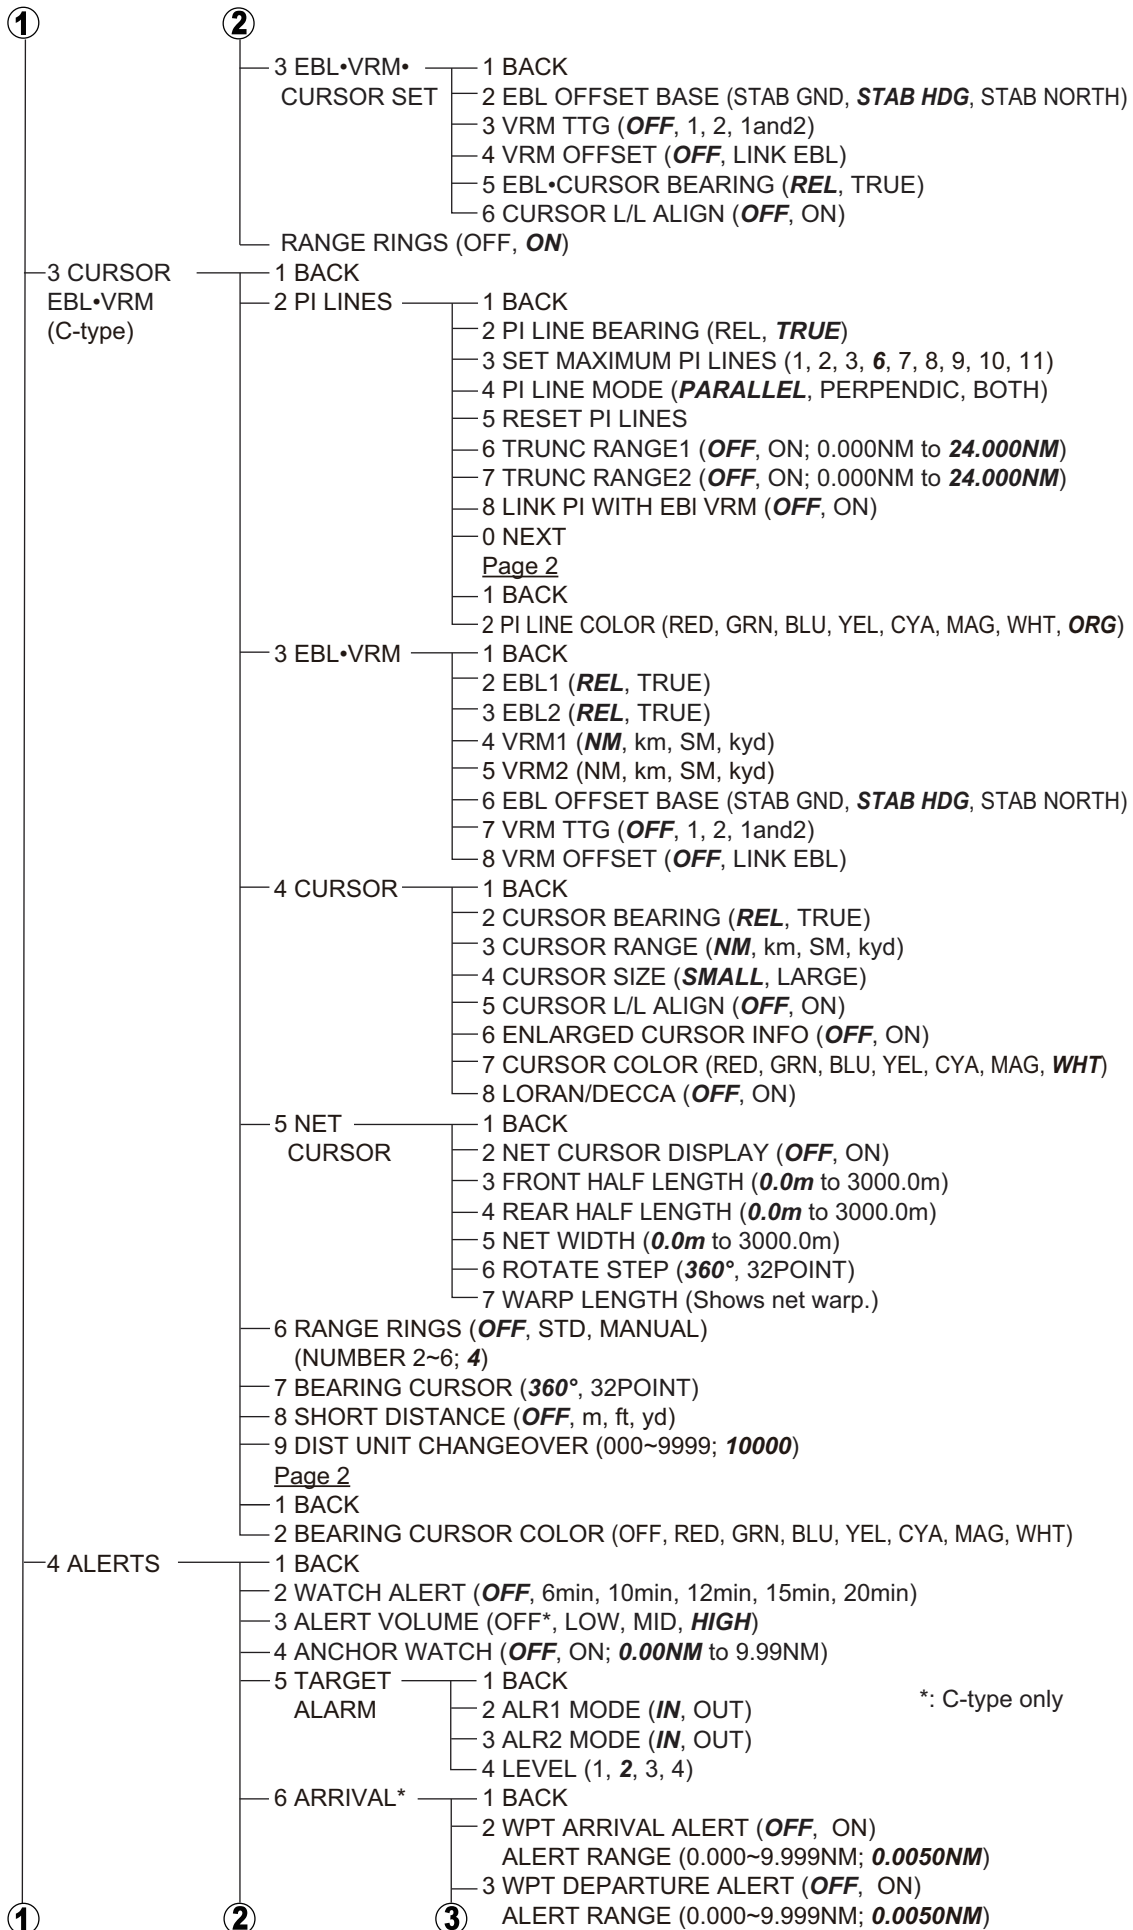 1
2
3 EBL•VRM•
CURSOR SET
1 BACK
2 EBL OFFSET BASE (STAB GND, STAB HDG, STAB NORTH)
3 VRM TTG (OFF, 1, 2, 1and2)
4 VRM OFFSET (OFF, LINK EBL)
5 EBL•CURSOR BEARING (REL, TRUE)
6 CURSOR L/L ALIGN (OFF, ON)
RANGE RINGS (OFF, ON)
3 CURSOR
EBL•VRM
(C-type)
1 BACK
2 PI LINES
1 BACK
2 PI LINE BEARING (REL, TRUE)
3 SET MAXIMUM PI LINES (1, 2, 3, 6, 7, 8, 9, 10, 11)
4 PI LINE MODE (PARALLEL, PERPENDIC, BOTH)
5 RESET PI LINES
6 TRUNC RANGE1 (OFF, ON; 0.000NM to 24.000NM)
7 TRUNC RANGE2 (OFF, ON; 0.000NM to 24.000NM)
8 LINK PI WITH EBl VRM (OFF, ON)
0 NEXT
Page 2
1 BACK
2 PI LINE COLOR (RED, GRN, BLU, YEL, CYA, MAG, WHT, ORG)
3 EBL•VRM
1 BACK
2 EBL1 (REL, TRUE)
3 EBL2 (REL, TRUE)
4 VRM1 (NM, km, SM, kyd)
5 VRM2 (NM, km, SM, kyd)
6 EBL OFFSET BASE (STAB GND, STAB HDG, STAB NORTH)
7 VRM TTG (OFF, 1, 2, 1and2)
8 VRM OFFSET (OFF, LINK EBL)
4 CURSOR
1 BACK
2 CURSOR BEARING (REL, TRUE)
3 CURSOR RANGE (NM, km, SM, kyd)
4 CURSOR SIZE (SMALL, LARGE)
5 CURSOR L/L ALIGN (OFF, ON)
6 ENLARGED CURSOR INFO (OFF, ON)
7 CURSOR COLOR (RED, GRN, BLU, YEL, CYA, MAG, WHT)
8 LORAN/DECCA (OFF, ON)
5 NET
CURSOR
1 BACK
2 NET CURSOR DISPLAY (OFF, ON)
3 FRONT HALF LENGTH (0.0m to 3000.0m)
4 REAR HALF LENGTH (0.0m to 3000.0m)
5 NET WIDTH (0.0m to 3000.0m)
6 ROTATE STEP (360°, 32POINT)
7 WARP LENGTH (Shows net warp.)
6 RANGE RINGS (OFF, STD, MANUAL)
(NUMBER 2~6; 4)
7 BEARING CURSOR (360°, 32POINT)
8 SHORT DISTANCE (OFF, m, ft, yd)
9 DIST UNIT CHANGEOVER (000~9999; 10000)
Page 2
1 BACK
2 BEARING CURSOR COLOR (OFF, RED, GRN, BLU, YEL, CYA, MAG, WHT)
4 ALERTS
1 BACK
2 WATCH ALERT (OFF, 6min, 10min, 12min, 15min, 20min)
3 ALERT VOLUME (OFF*, LOW, MID, HIGH)
4 ANCHOR WATCH (OFF, ON; 0.00NM to 9.99NM)
5 TARGET
ALARM
1 BACK
2 ALR1 MODE (IN, OUT)
3 ALR2 MODE (IN, OUT)
4 LEVEL (1, 2, 3, 4)
*: C-type only
6 ARRIVAL*
1 BACK
2 WPT ARRIVAL ALERT (OFF, ON)
ALERT RANGE (0.000~9.999NM; 0.0050NM)
3 WPT DEPARTURE ALERT (OFF, ON)
ALERT RANGE (0.000~9.999NM; 0.0050NM)
1
2
3